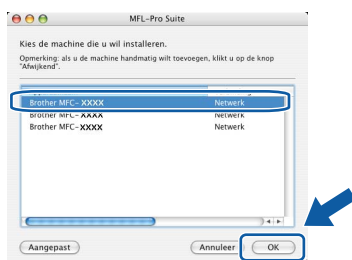 MFL-Pro Suite
Kies de machine die u wil installeren.
Opmerking: als u de machine handmatig wilt toevoegen, klikt u op de knop
"Afwijkend".
Brother MFC- XXXX Netwerk
Brother MFC- XXXX Netwerk
Brother MFC-XXXX Netwerk
Aangepast Annuleer OK